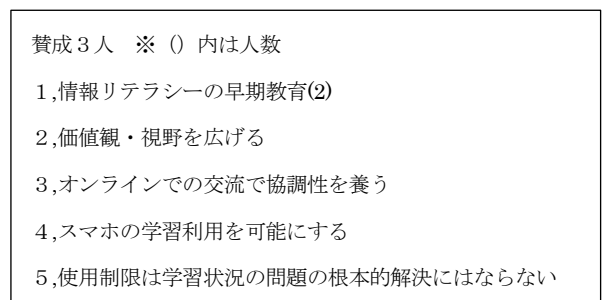 賛成３人　※（）内は人数
１,情報リテラシーの早期教育(2)
２,価値観・視野を広げる
３,オンラインでの交流で協調性を養う
４,スマホの学習利用を可能にする
５,使用制限は学習状況の問題の根本的解決にはならない